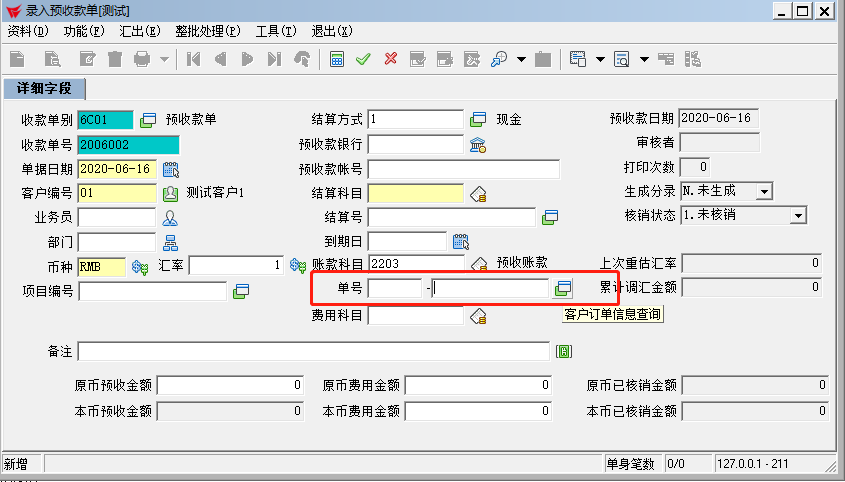 录入预收款单[测试]
资料(D) 功能(F) 汇出(E) 整批处理(P) 工具(T) 退出(X)
详细字段
收款单别 6C01 预收款单 结算方式 1 现金 预收款日期 2020-06-16
收款单号 2006002 预收款银行 审核者
单据日期 2020-06-16 预收款帐号 打印次数 0
客户编号 01 测试客户1 结算科目 生成分录 N.未生成
业务员 结算号 核销状态 1.未核销
部门 到期日
币种 RMB 汇率 1 账款科目 2203 预收账款 上次重估汇率 0
项目编号 单号 - 累计调汇金额 0
费用科目 客户订单信息查询
备注
原币预收金额 0 原币费用金额 0 原币已核销金额 0
本币预收金额 0 本币费用金额 0 本币已核销金额 0
新增 单身笔数 0/0 127.0.0.1 - 211